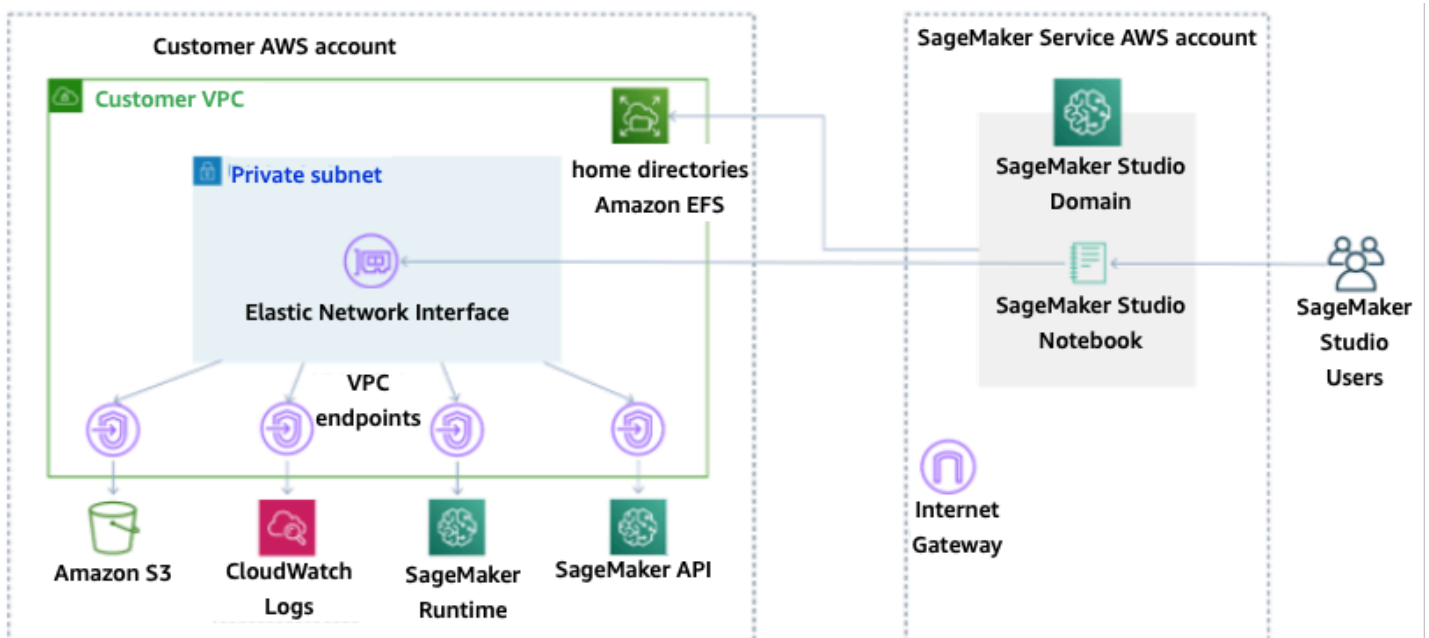 Customer AWS account
Customer VPC
Private subnet
Elastic Network Interface
home directories
Amazon EFS
VPC
endpoints
Amazon S3
CloudWatch
Logs
SageMaker
Runtime
SageMaker API
SageMaker Service AWS account
SageMaker Studio
Domain
SageMaker Studio
Notebook
Internet
Gateway
SageMaker
Studio
Users